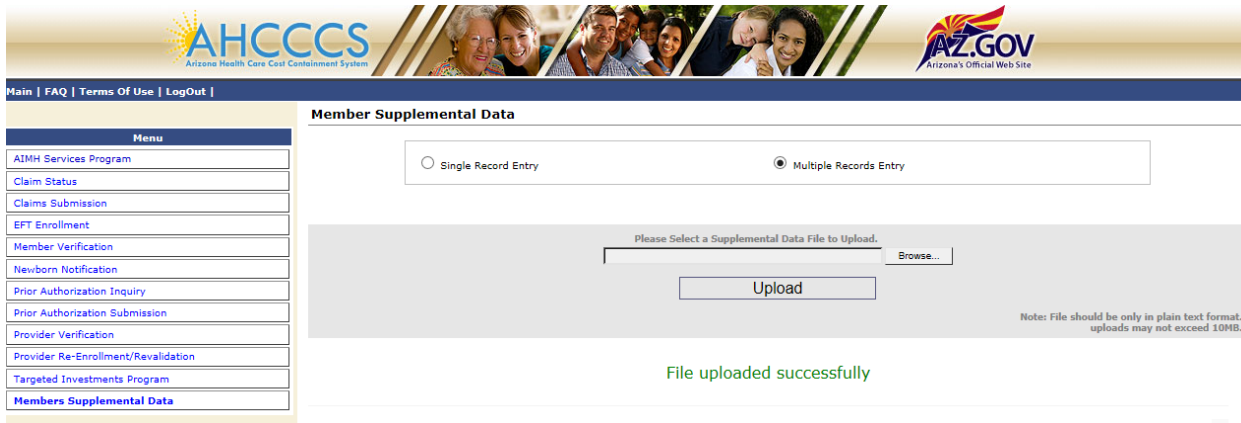 AHCCCS
Arizona Health Care Cost Containment System
AZ.GOV
Arizona's Official Web Site
Main | FAQ | Terms Of Use | LogOut |
Member Supplemental Data
Menu
AIMH Services Program
Claim Status
Claims Submission
EFT Enrollment
Member Verification
Newborn Notification
Prior Authorization Inquiry
Prior Authorization Submission
Provider Verification
Provider Re-Enrollment/Revalidation
Targeted Investments Program
Members Supplemental Data
Single Record Entry
Multiple Records Entry
Please Select a Supplemental Data File to Upload.
Browse...
Upload
Note: File should be only in plain text format.
uploads may not exceed 10MB.
File uploaded successfully